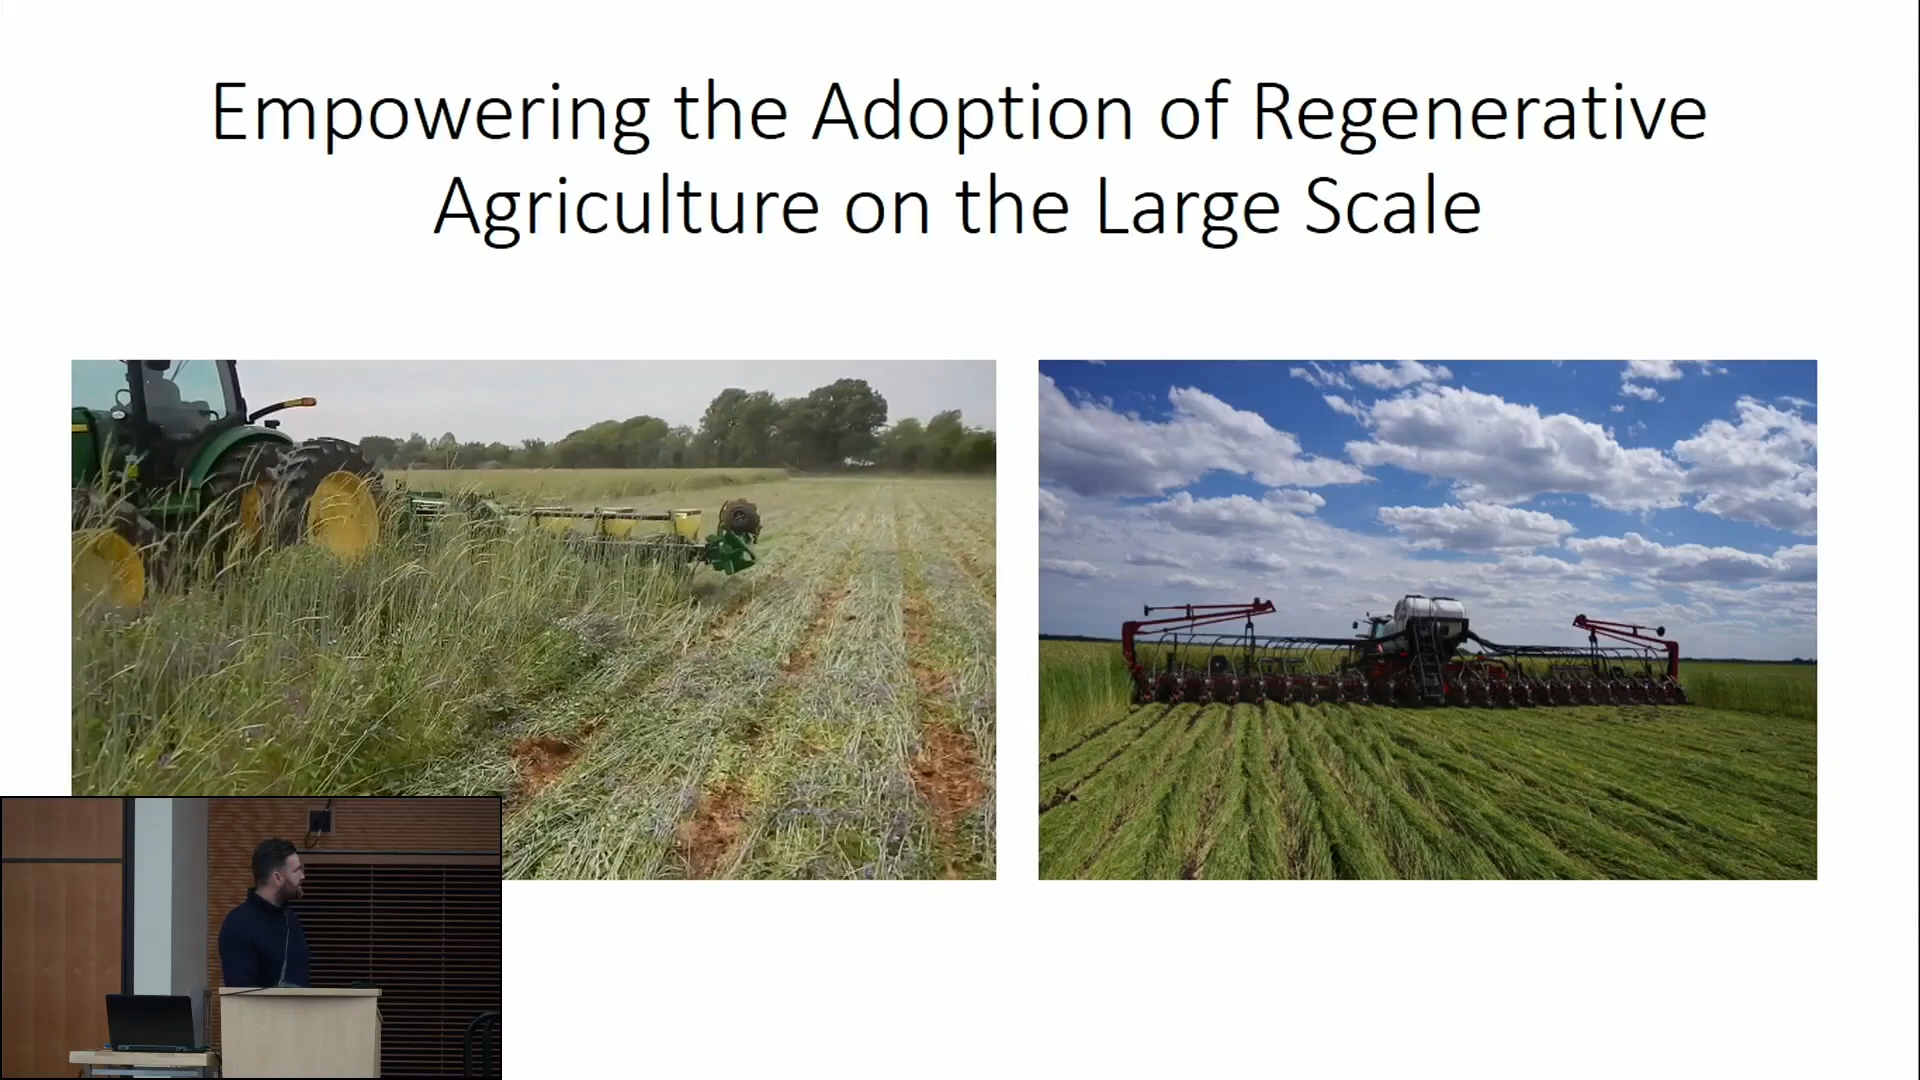 Empowering the Adoption of Regenerative
Agriculture on the Large Scale